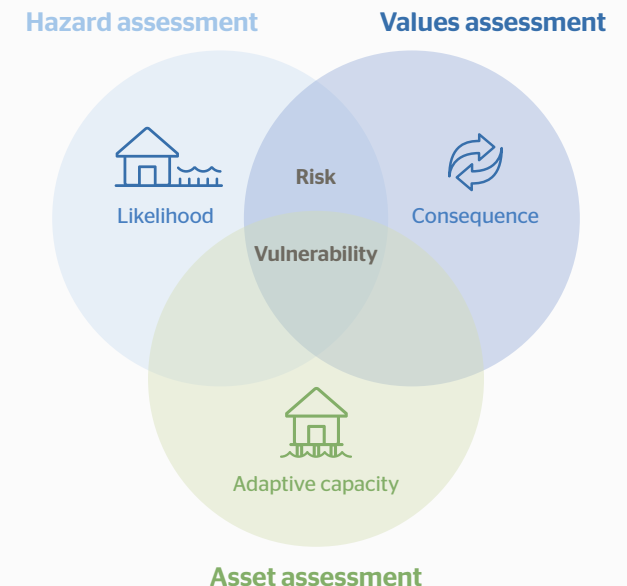 Hazard assessment
Values assessment
Risk
Likelihood
Consequence
Vulnerability
Adaptive capacity
Asset assessment